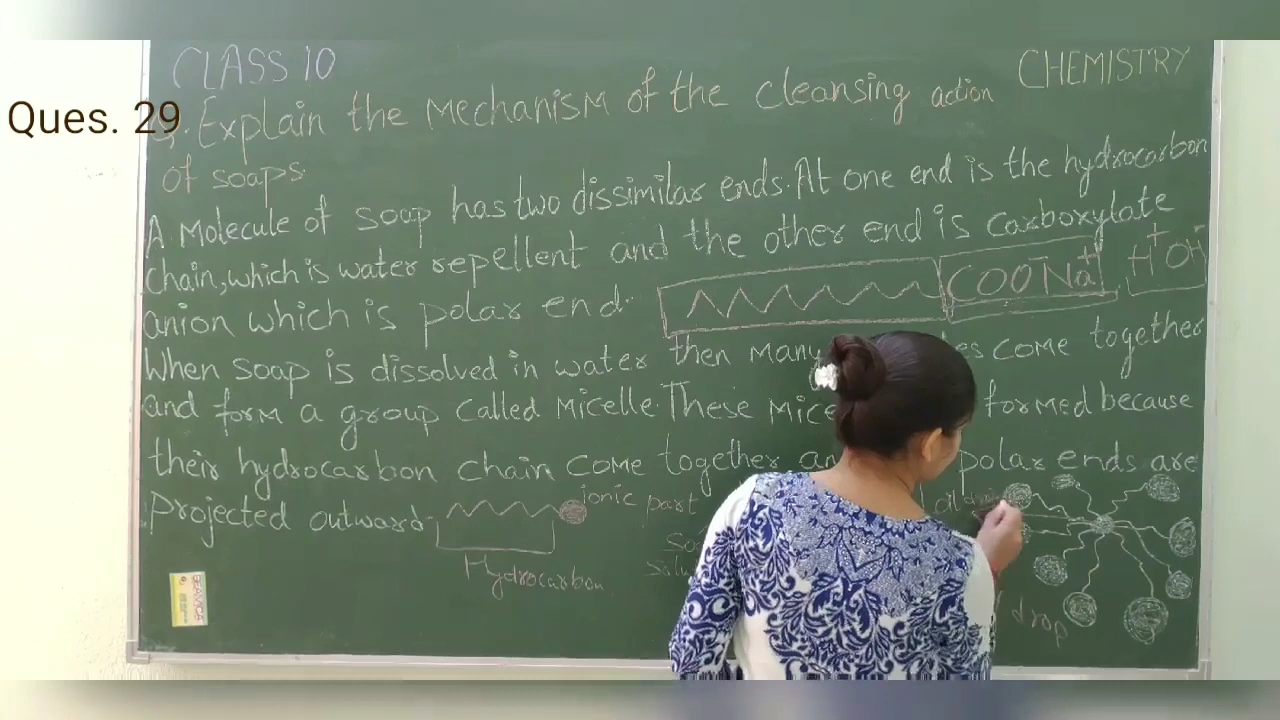 CLASS 10
CHEMISTRY
Ques. 29
Q. Explain the Mechanism of the cleansing action
of soaps.
A Molecule of soap has two dissimilar ends. At one end is the hydrocarbon
chain, which is water repellent and the other end is carboxylate
anion which is polar end.
COO⁻Na⁺
H⁺OH⁻
When soap is dissolved in water then many come together
and form a group called Micelle. These formed because
their hydrocarbon chain come together polar ends are
projected outward.
ionic part
Hydrocarbon
oil
drop